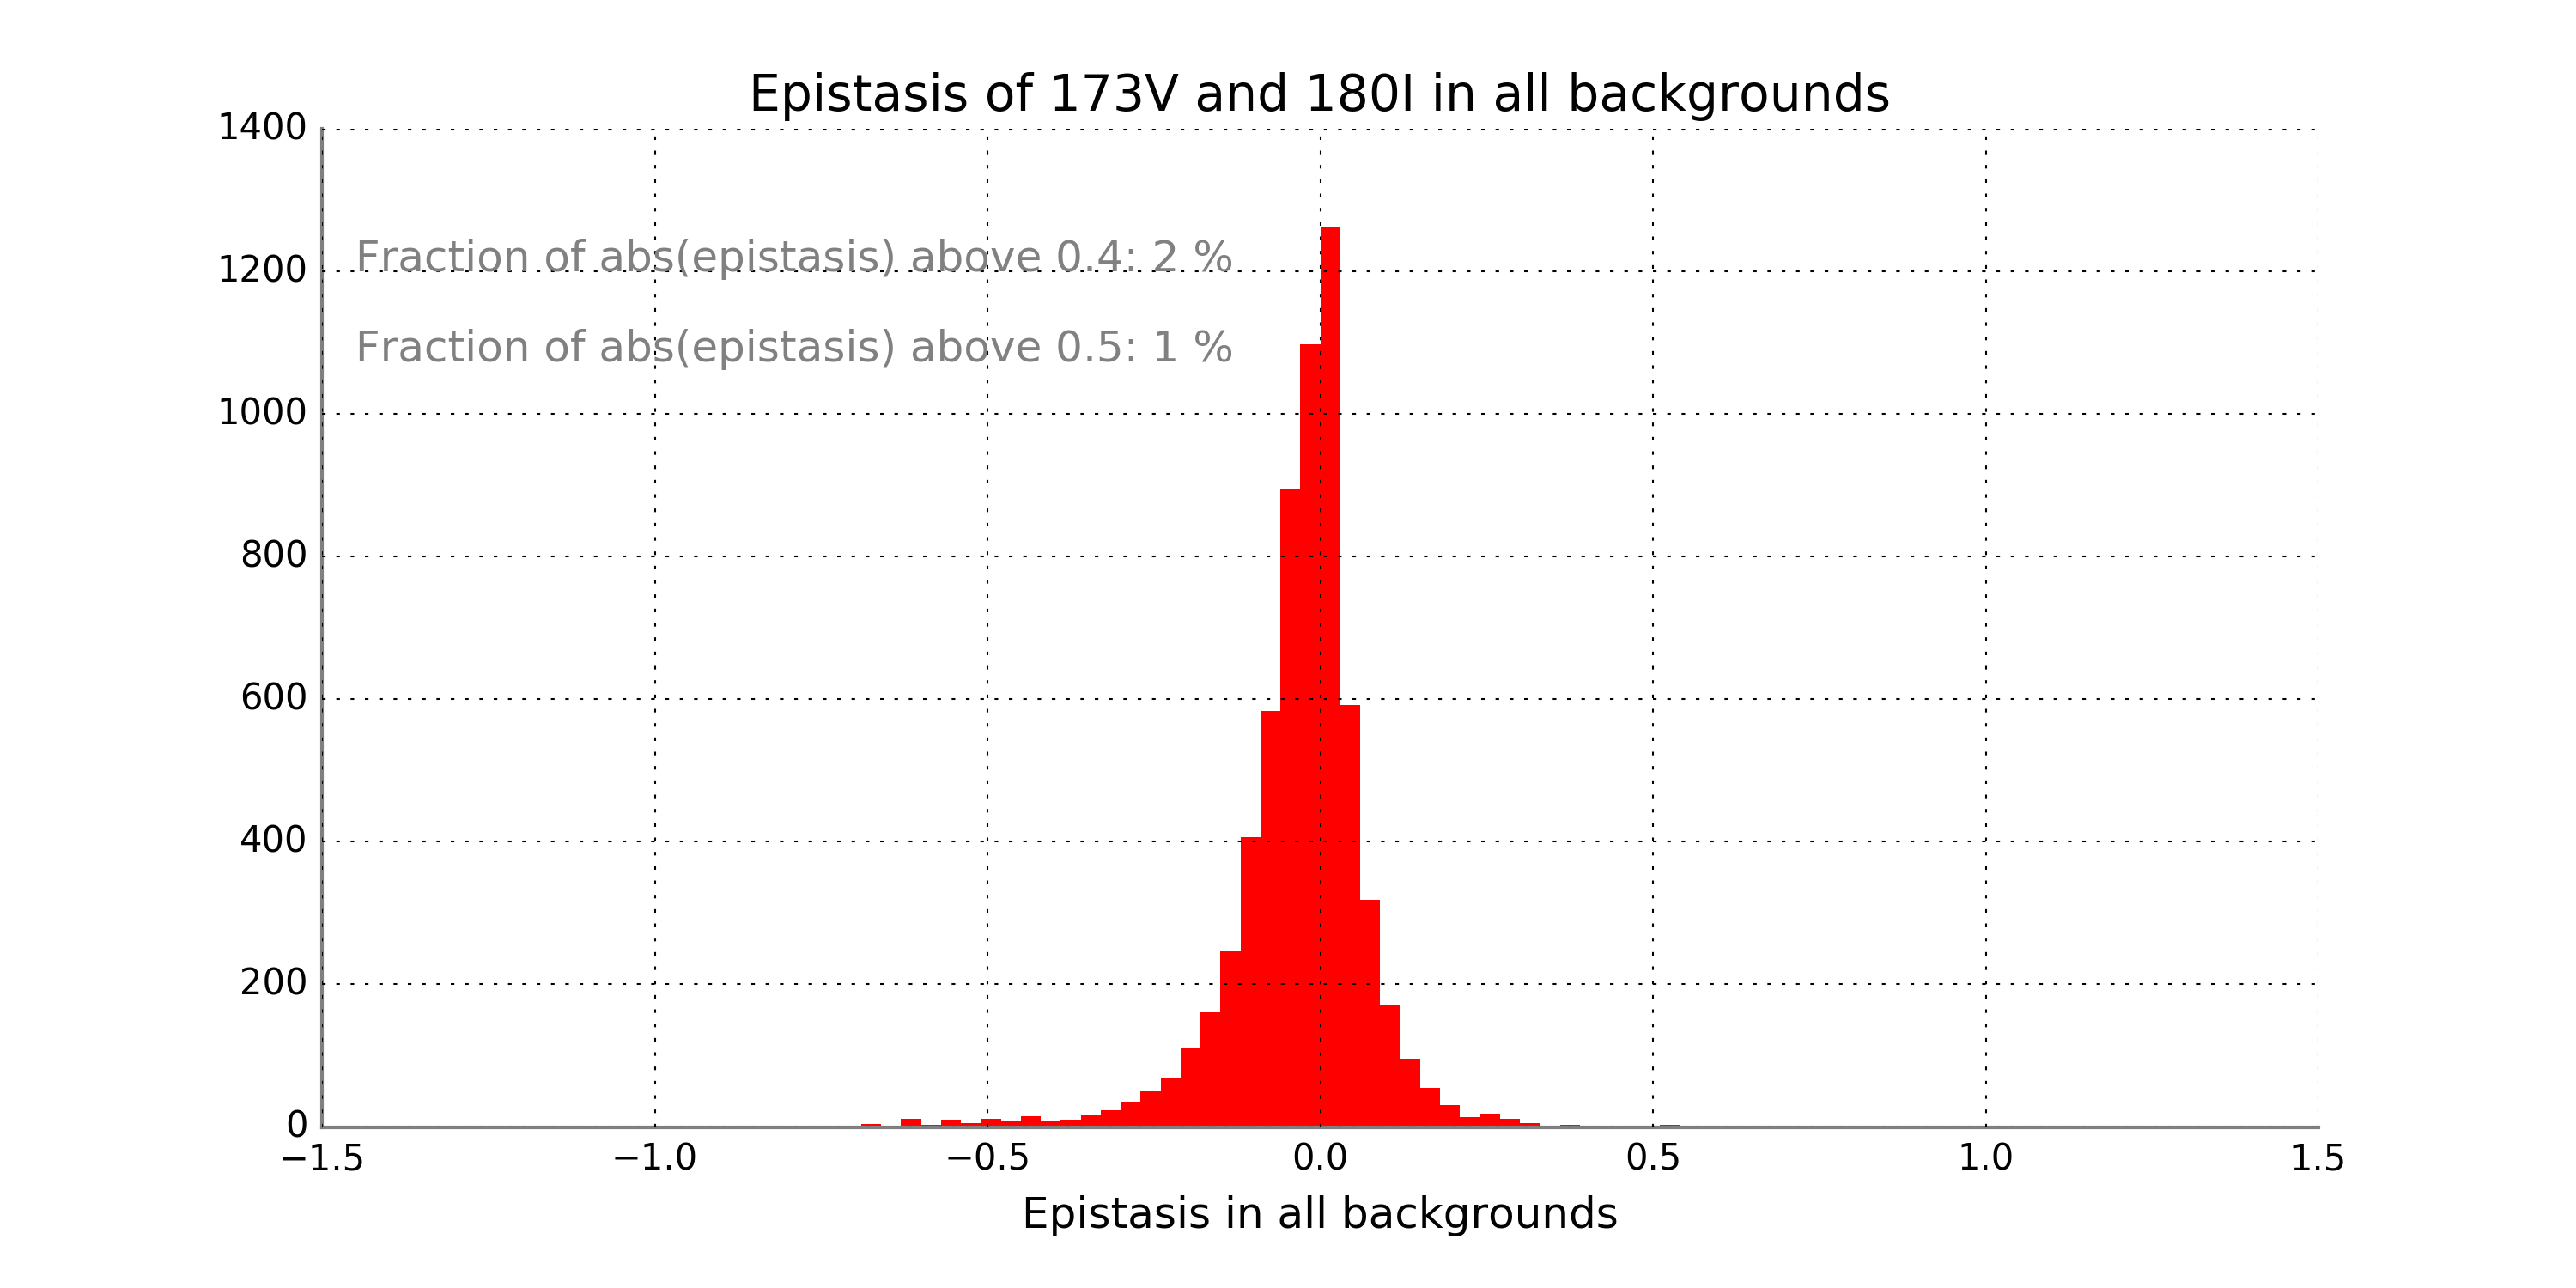 Epistasis of 173V and 180I in all backgrounds
1400
1200
1000
800
600
400
200
0
Fraction of abs(epistasis) above 0.4: 2 %
Fraction of abs(epistasis) above 0.5: 1 %
−1.5 −1.0 −0.5 0.0 0.5 1.0 1.5
Epistasis in all backgrounds